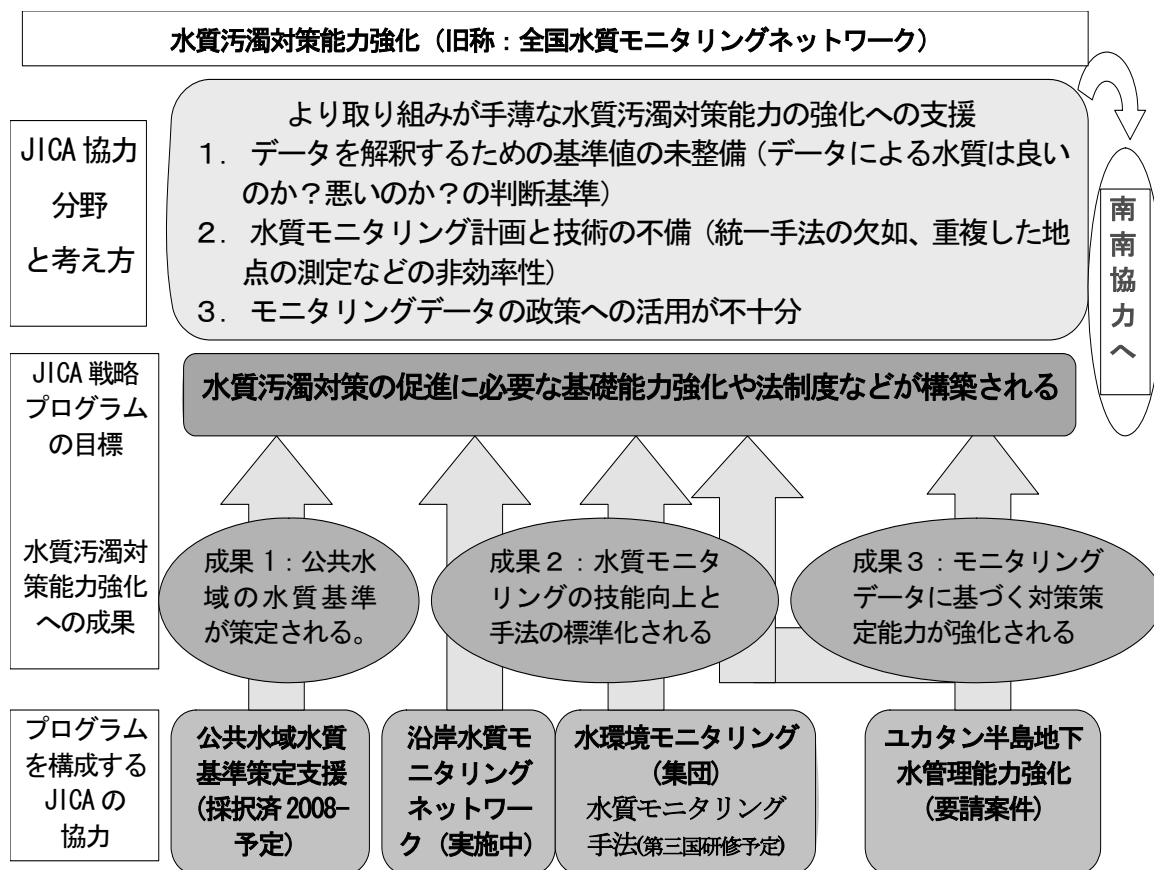 水質汚濁対策能力強化（旧称：全国水質モニタリングネットワーク）
JICA 協力
分野
と考え方
より取り組みが手薄な水質汚濁対策能力の強化への支援
１．データを解釈するための基準値の未整備（データによる水質は良い
のか？悪いのか？の判断基準）
２．水質モニタリング計画と技術の不備（統一手法の欠如、重複した地
点の測定などの非効率性）
３．モニタリングデータの政策への活用が不十分
南
南
協
力
へ
JICA 戦略
プログラム
の目標
水質汚濁対策の促進に必要な基礎能力強化や法制度などが構築される
水質汚濁対
策能力強化
への成果
成果１：公共水
域の水質基準
が策定される。
成果２：水質モニタ
リングの技能向上と
手法の標準化される
成果３：モニタリング
データに基づく対策策
定能力が強化される
プログラム
を構成する
JICA の
協力
公共水域水質
基準策定支援
(採択済 2008-
予定)
沿岸水質モ
ニタリング
ネットワー
ク（実施中）
水環境モニタリング
(集団)
水質モニタリング
手法(第三国研修予定)
ユカタン半島地下
水管理能力強化
(要請案件)